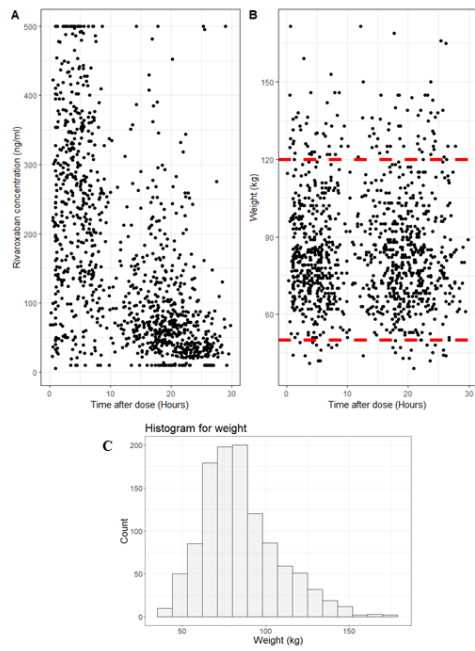 A
500
400
300
200
100
0
Rivaroxaban concentration (ng/ml)
0 10 20 30
Time after dose (Hours)
B
150
120
90
60
Weight (kg)
0 10 20 30
Time after dose (Hours)
C
Histogram for weight
200
150
100
50
0
Count
50 100 150
Weight (kg)